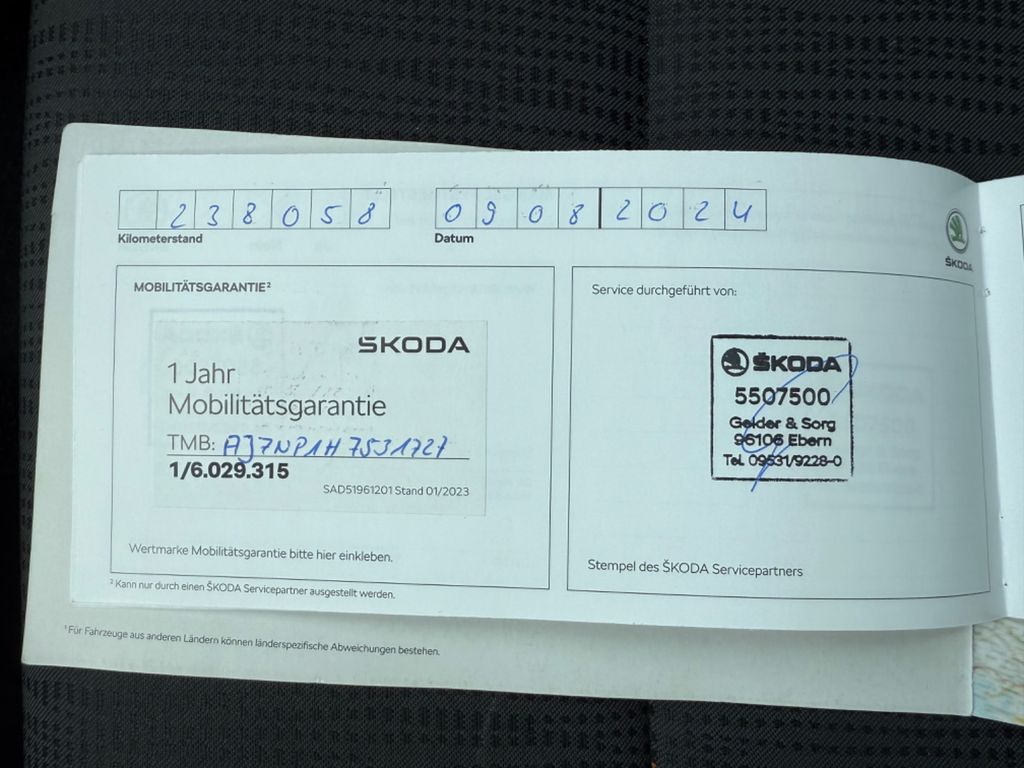 238058
09082024
Kilometerstand
Datum
ŠKODA
MOBILITÄTSGARANTIE²
SKODA
1 Jahr
Mobilitätsgarantie
TMB: AJ7NP1H7531727
1/6.029.315
SAD51961201 Stand 01/2023
Wertmarke Mobilitätsgarantie bitte hier einkleben.
Service durchgeführt von:
ŠKODA
5507500
Gelder & Sorg
96106 Ebern
Tel. 09531/9228-0
Stempel des ŠKODA Servicepartners
² Kann nur durch einen ŠKODA Servicepartner ausgestellt werden.
¹ Für Fahrzeuge aus anderen Ländern können länderspezifische Abweichungen bestehen.